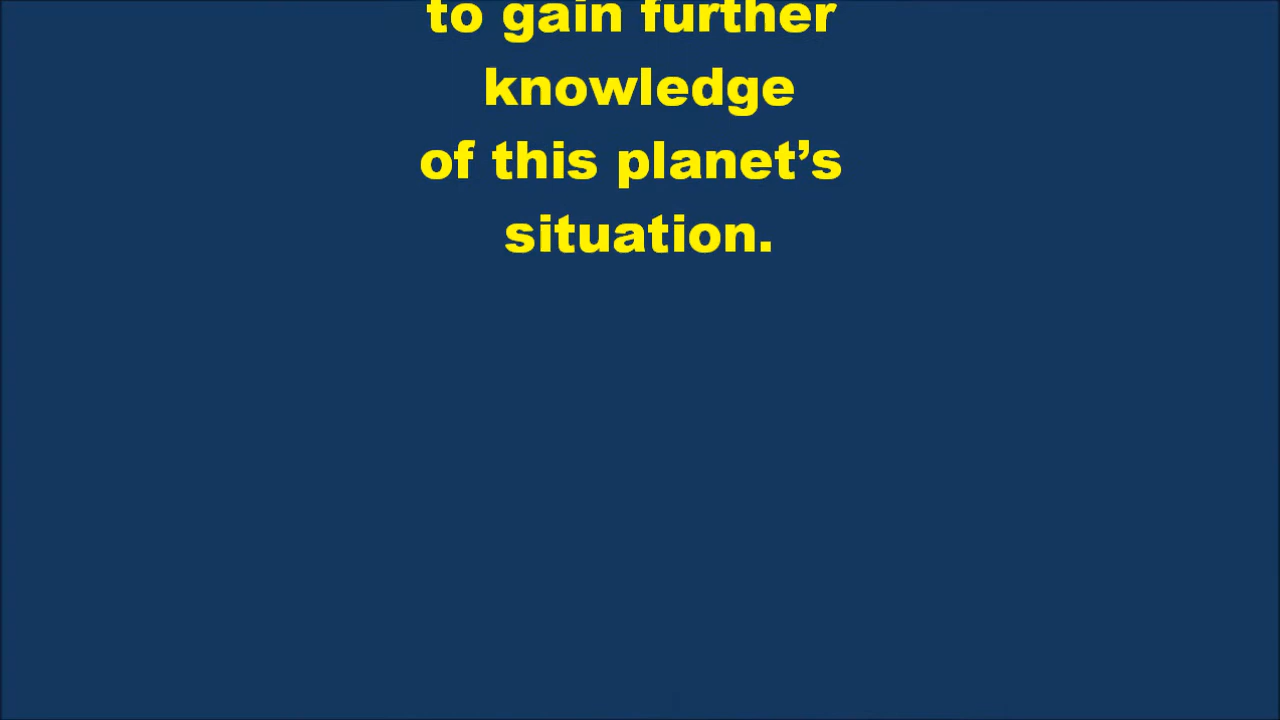 to gain further
knowledge
of this planet’s
situation.